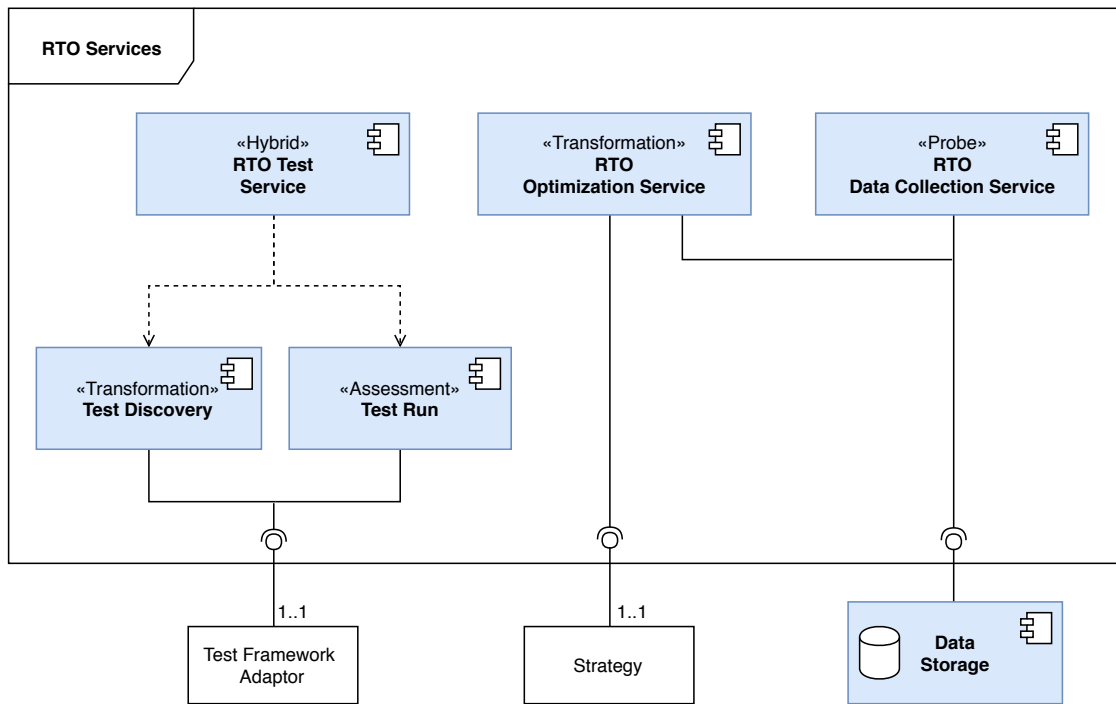 RTO Services
«Hybrid»
RTO Test
Service
«Transformation»
RTO
Optimization Service
«Probe»
RTO
Data Collection Service
«Transformation»
Test Discovery
«Assessment»
Test Run
1..1
1..1
Test Framework
Adaptor
Strategy
Data
Storage